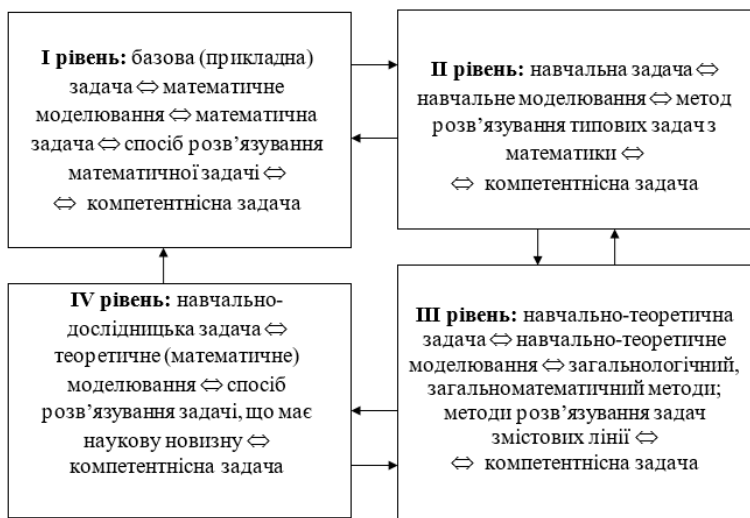 І рівень: базова (прикладна)
задача ⇔ математичне
моделювання ⇔ математична
задача ⇔ спосіб розв’язування
математичної задачі ⇔
⇔ компетентнісна задача
ІІ рівень: навчальна задача ⇔
навчальне моделювання ⇔ метод
розв’язування типових задач з
математики ⇔
⇔ компетентнісна задача
IV рівень: навчально-
дослідницька задача ⇔
теоретичне (математичне)
моделювання ⇔ спосіб
розв’язування задачі, що має
наукову новизну ⇔
компетентнісна задача
ІІІ рівень: навчально-теоретична
задача ⇔ навчально-теоретичне
моделювання ⇔ загальнологічний,
загальноматематичний методи;
методи розв’язування задач
змістових лінії ⇔
⇔ компетентнісна задача